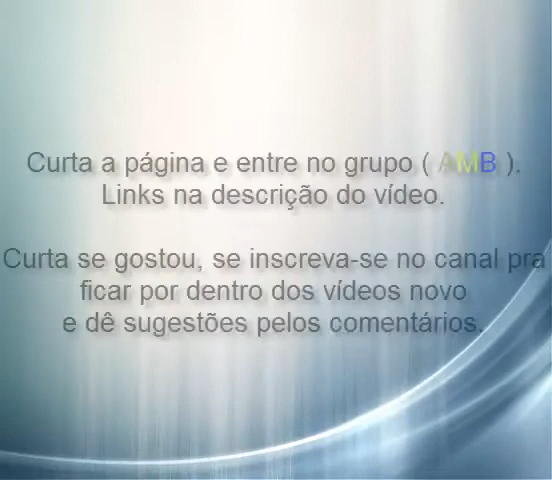 Curta a página e entre no grupo ( AMB ).
Links na descrição do vídeo.
Curta se gostou, se inscreva-se no canal pra
ficar por dentro dos vídeos novo
e dê sugestões pelos comentários.